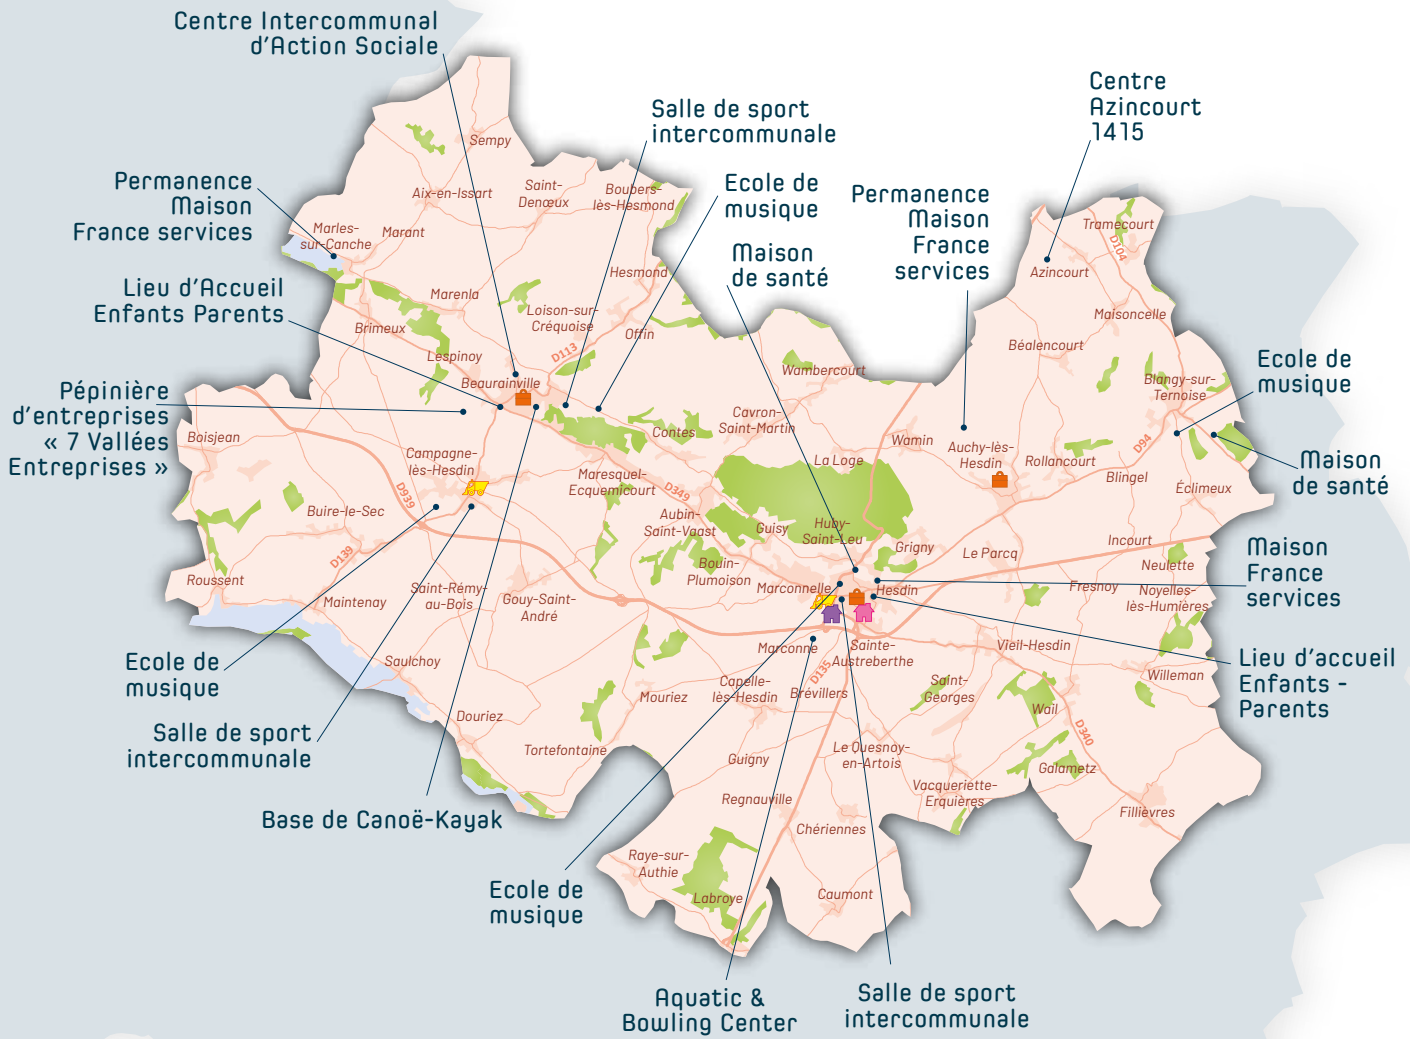 Centre Intercommunal
d'Action Sociale
Salle de sport
intercommunale
Centre
Azincourt
1415
Permanence
Maison
France services
Ecole de
musique
Permanence
Maison
France
services
Maison
de santé
Lieu d'Accueil
Enfants Parents
Pépinière
d'entreprises
« 7 Vallées
Entreprises »
Ecole de
musique
Maison
de santé
Maison
France
services
Lieu d'accueil
Enfants -
Parents
Ecole de
musique
Salle de sport
intercommunale
Base de Canoë-Kayak
Ecole de
musique
Aquatic &
Bowling Center
Salle de sport
intercommunale
Sempy
Aix-en-Issart
Saint-
Denœux
Boubers-
lès-Hesmond
Marles-
sur-Canche
Marant
Hesmond
Marenla
Loison-sur-
Créquoise
Offin
Brimeux
Lespinoy
D113
Beaurainville
Tramecourt
D104
Azincourt
Maisoncelle
Béalencourt
Wambercourt
Blangy-sur-
Ternoise
Cavron-
Saint-Martin
Boisjean
Contes
Wamin
Auchy-lès-
Hesdin
D94
Campagne-
lès-Hesdin
La Loge
Rollancourt
Blingel
Maresquel-
Ecquemicourt
D349
Éclimeux
D939
Buire-le-Sec
Aubin-
Saint-Vaast
Guisy
Huby-
Saint-Leu
Grigny
Le Parcq
Incourt
D139
Bouin-
Plumoison
Neulette
Roussent
Maintenay
Saint-Rémy-
au-Bois
Gouy-Saint-
André
Marconnelle
Hesdin
Fresnoy
Noyelles-
lès-Humières
Saulchoy
Marconne
Sainte-
Austreberthe
Vieil-Hesdin
Willeman
D135
Capelle-
lès-Hesdin
Brévillers
Saint-
Georges
Mouriez
Wail
Douriez
Tortefontaine
D340
Guigny
Le Quesnoy-
en-Artois
Galametz
Vacqueriette-
Erquières
Regnauville
Chériennes
Fillièvres
Raye-sur-
Authie
Labroye
Caumont